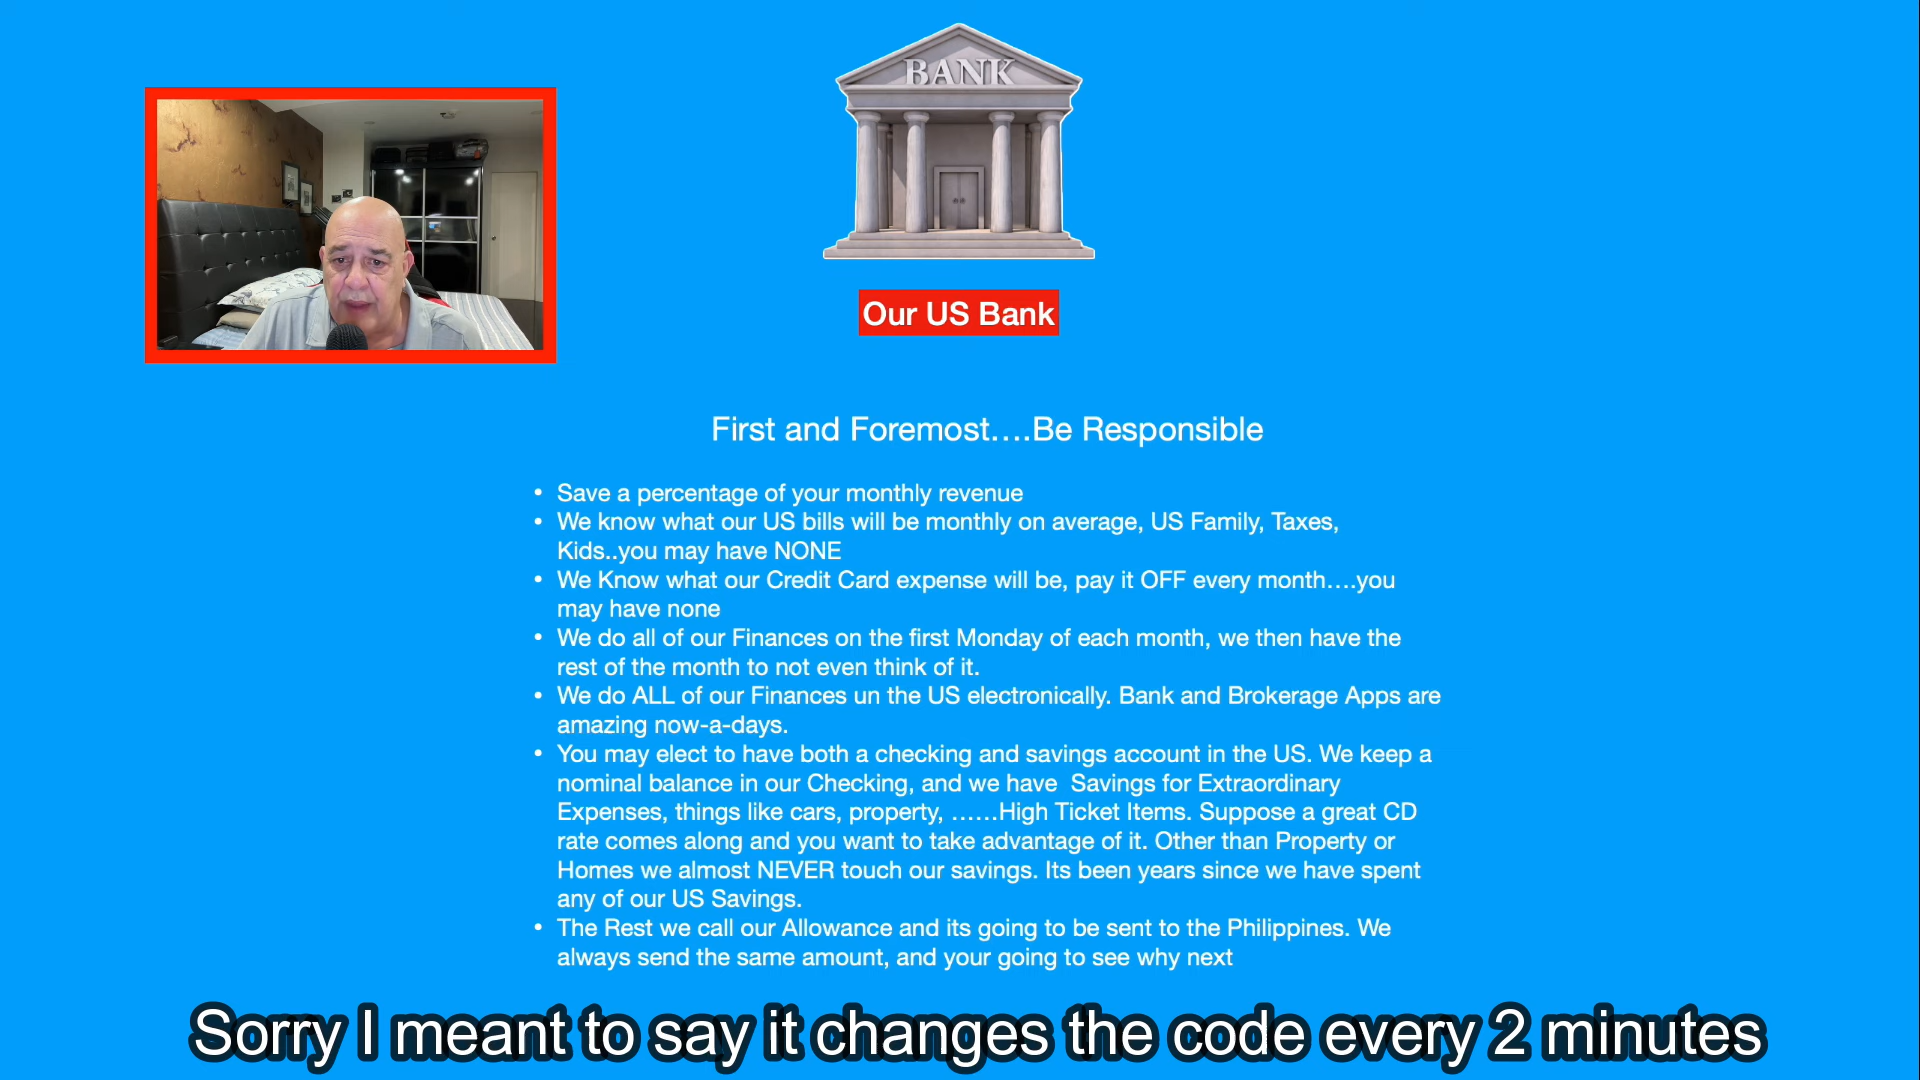 BANK
Our US Bank
First and Foremost....Be Responsible
• Save a percentage of your monthly revenue
• We know what our US bills will be monthly on average, US Family, Taxes,
Kids..you may have NONE
• We Know what our Credit Card expense will be, pay it OFF every month....you
may have none
• We do all of our Finances on the first Monday of each month, we then have the
rest of the month to not even think of it.
• We do ALL of our Finances un the US electronically. Bank and Brokerage Apps are
amazing now-a-days.
• You may elect to have both a checking and savings account in the US. We keep a
nominal balance in our Checking, and we have  Savings for Extraordinary
Expenses, things like cars, property, ......High Ticket Items. Suppose a great CD
rate comes along and you want to take advantage of it. Other than Property or
Homes we almost NEVER touch our savings. Its been years since we have spent
any of our US Savings.
• The Rest we call our Allowance and its going to be sent to the Philippines. We
always send the same amount, and your going to see why next
Sorry I meant to say it changes the code every 2 minutes